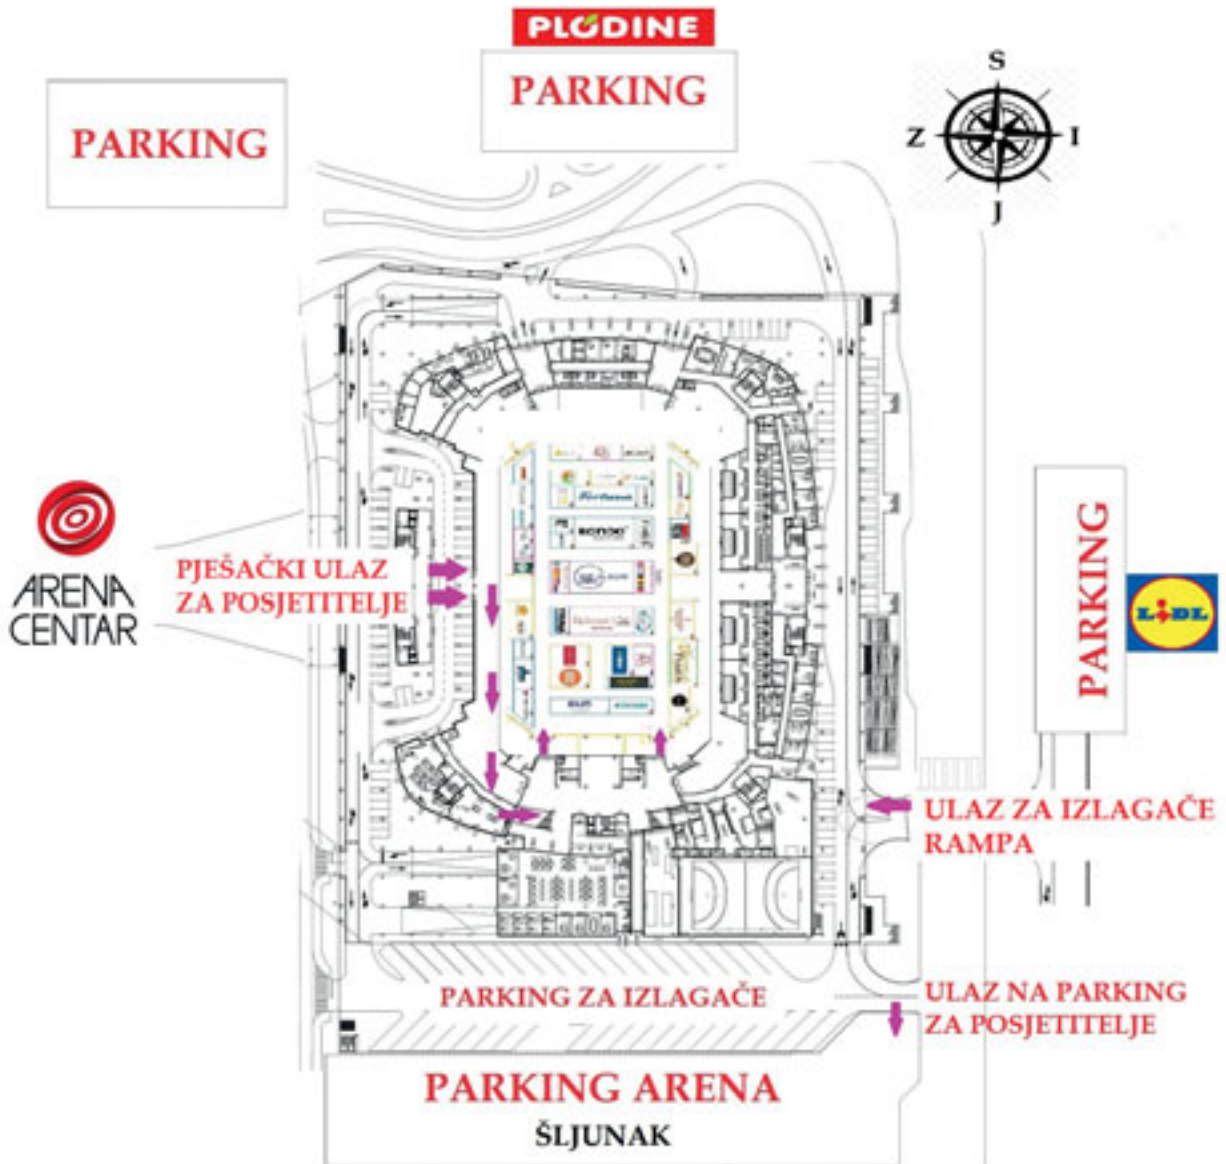 PLODINE
PARKING
PARKING
S
Z
I
J
ARENA
CENTAR
PJEŠAČKI ULAZ
ZA POSJETITELJE
PARKING
LIDL
ULAZ ZA IZLAGAČE
RAMPA
PARKING ZA IZLAGAČE
ULAZ NA PARKING
ZA POSJETITELJE
PARKING ARENA
ŠLJUNAK